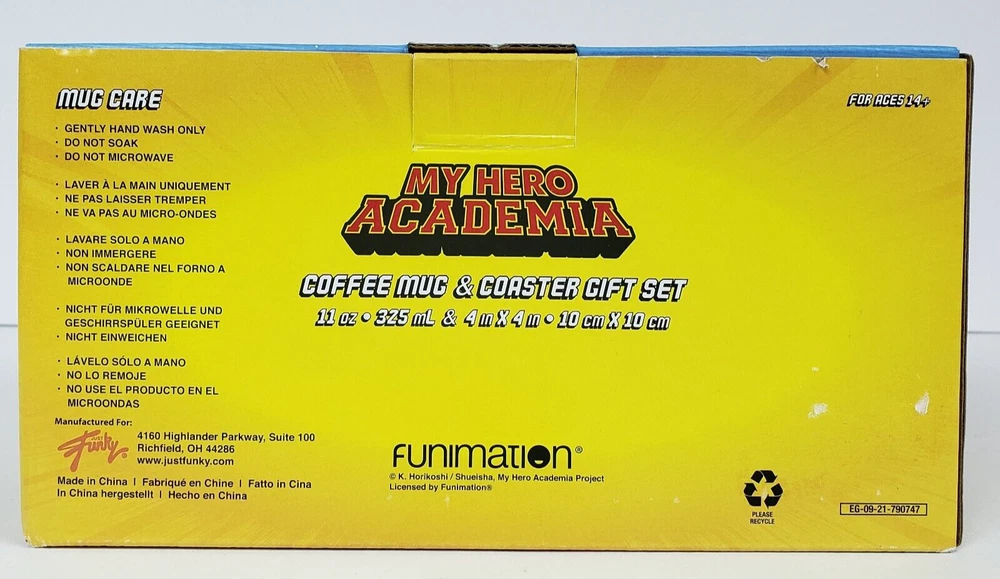 MUG CARE
· GENTLY HAND WASH ONLY
· DO NOT SOAK
· DO NOT MICROWAVE
· LAVER À LA MAIN UNIQUEMENT
· NE PAS LAISSER TREMPER
· NE VA PAS AU MICRO-ONDES
· LAVARE SOLO A MANO
· NON IMMERGERE
· NON SCALDARE NEL FORNO A
MICROONDE
· NICHT FÜR MIKROWELLE UND
GESCHIRRSPÜLER GEEIGNET
· NICHT EINWEICHEN
· LÁVELO SÓLO A MANO
· NO LO REMOJE
· NO USE EL PRODUCTO EN EL
MICROONDAS
Manufactured For:
JUST Funky
4160 Highlander Parkway, Suite 100
Richfield, OH 44286
www.justfunky.com
Made in China | Fabriqué en Chine | Fatto in Cina
In China hergestellt | Hecho en China
FOR AGES 14+
MY HERO
ACADEMIA
COFFEE MUG & COASTER GIFT SET
11 oz • 325 mL & 4 in X 4 in • 10 cm X 10 cm
FUNIMATION®
© K. Horikoshi / Shueisha, My Hero Academia Project
Licensed by Funimation®
PLEASE
RECYCLE
EG-09-21-790747